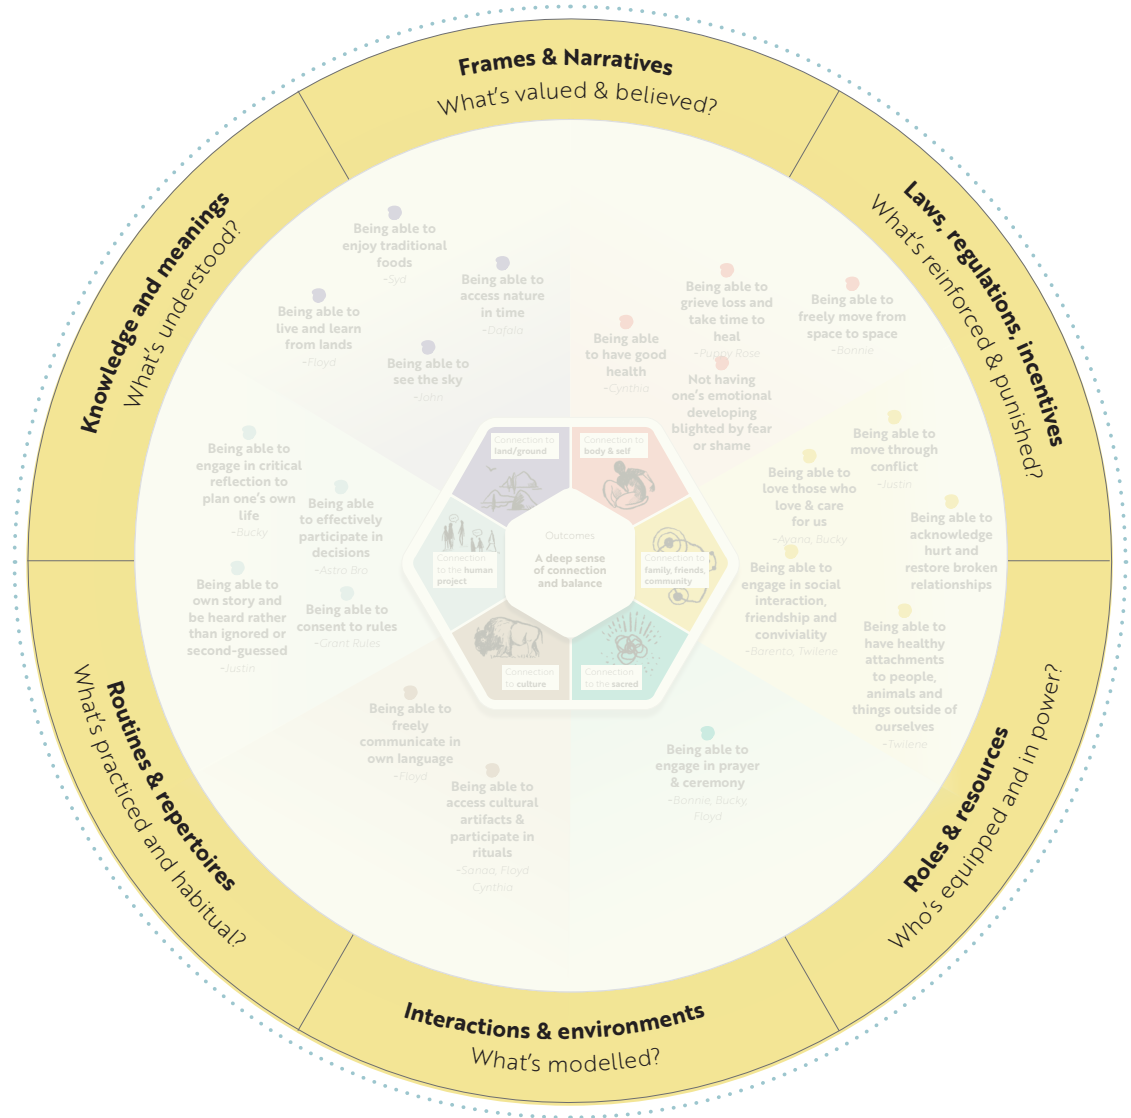 Frames & Narratives
What's valued & believed?
Laws, regulations, incentives
What's reinforced & punished?
Roles & resources
Who's equipped and in power?
Interactions & environments
What's modelled?
Routines & repertoires
What's practiced and habitual?
Knowledge and meanings
What's understood?
Being able to
enjoy traditional
foods
~Syd
Being able to
access nature
in time
~Dafala
Being able to
live and learn
from lands
~Floyd
Being able to
see the sky
~John
Being able to
grieve loss and
take time to
heal
~Puppy Rose
Being able to
freely move from
space to space
~Bonnie
Being able
to have good
health
~Cynthia
Not having
one's emotional
developing
blighted by fear
or shame
Being able to
move through
conflict
~Justin
Being able to
love those who
love & care
for us
~Ayana, Bucky
Being able to
acknowledge
hurt and
restore broken
relationships
Being able to
engage in social
interaction,
friendship and
conviviality
~Barenta, Twilene
Being able to
have healthy
attachments
to people,
animals and
things outside of
ourselves
~Twilene
Being able to
engage in prayer
& ceremony
~Bonnie, Bucky,
Floyd
Being able to
freely
communicate in
own language
~Floyd
Being able to
access cultural
artifacts &
participate in
rituals
~Sanaa, Floyd
Cynthia
Being able to
engage in critical
reflection to
plan one's own
life
~Bucky
Being able
to effectively
participate in
decisions
~Astro Bro
Being able to
own story and
be heard rather
than ignored or
second-guessed
~Justin
Being able to
consent to rules
~Grant Rules
Connection to
land/ground
Connection to
body & self
Connection to
family, friends,
community
Connection
to the sacred
Connection
to culture
Connection
to the human
project
Outcomes
A deep sense
of connection
and balance